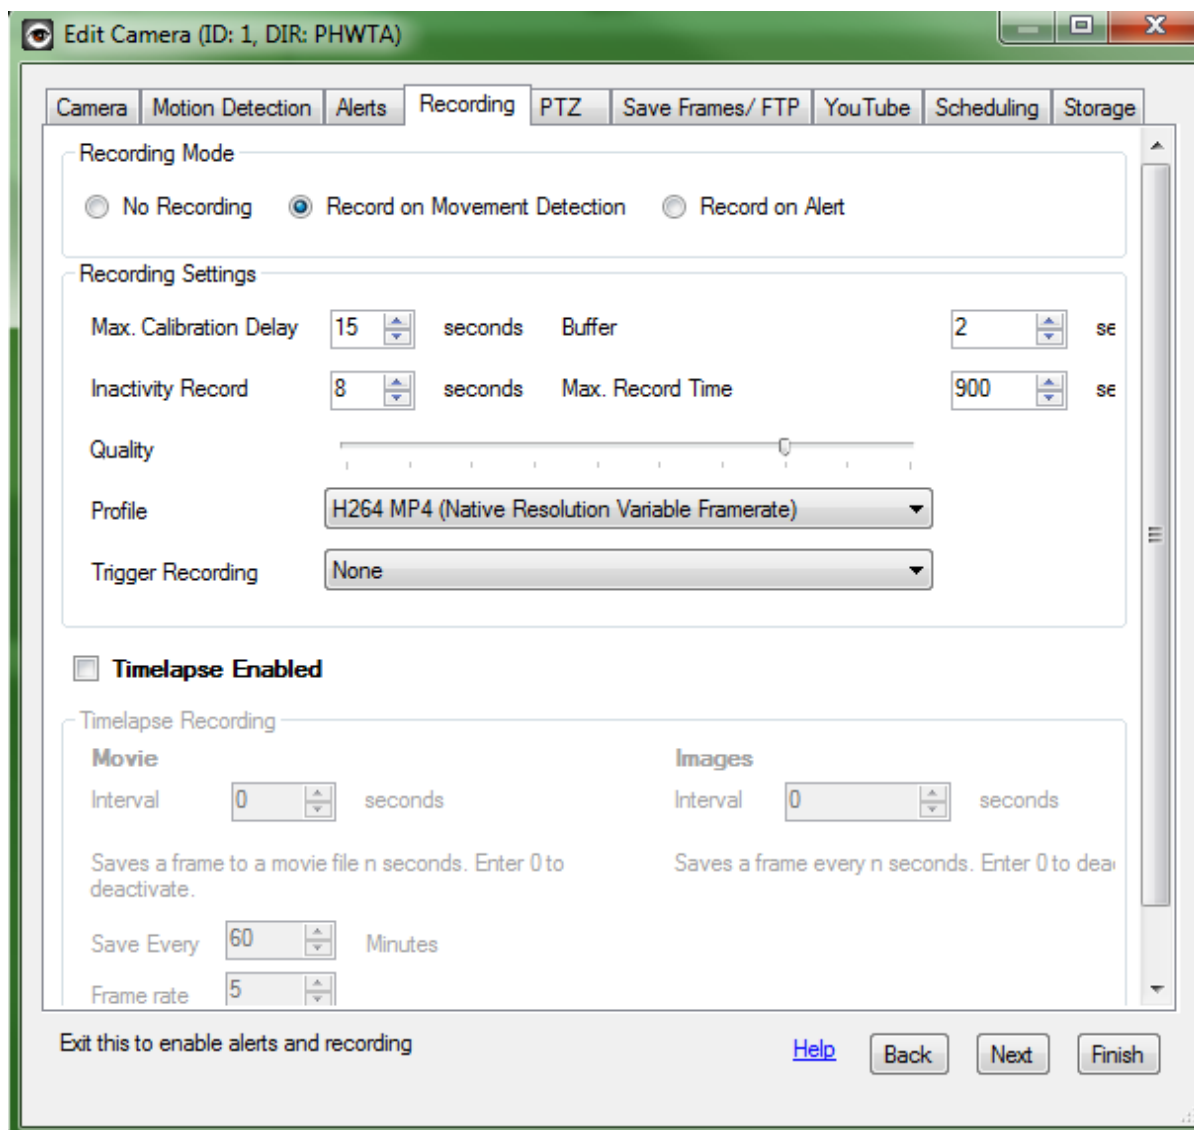 Edit Camera (ID: 1, DIR: PHWTA)
Camera Motion Detection Alerts Recording PTZ Save Frames/ FTP YouTube Scheduling Storage
Recording Mode
No Recording Record on Movement Detection Record on Alert
Recording Settings
Max. Calibration Delay 15 seconds Buffer 2 se
Inactivity Record 8 seconds Max. Record Time 900 se
Quality
Profile H264 MP4 (Native Resolution Variable Framerate)
Trigger Recording None
Timelapse Enabled
Timelapse Recording
Movie Images
Interval 0 seconds Interval 0 seconds
Saves a frame to a movie file n seconds. Enter 0 to Saves a frame every n seconds. Enter 0 to dea
deactivate.
Save Every 60 Minutes
Frame rate 5
Exit this to enable alerts and recording Help Back Next Finish